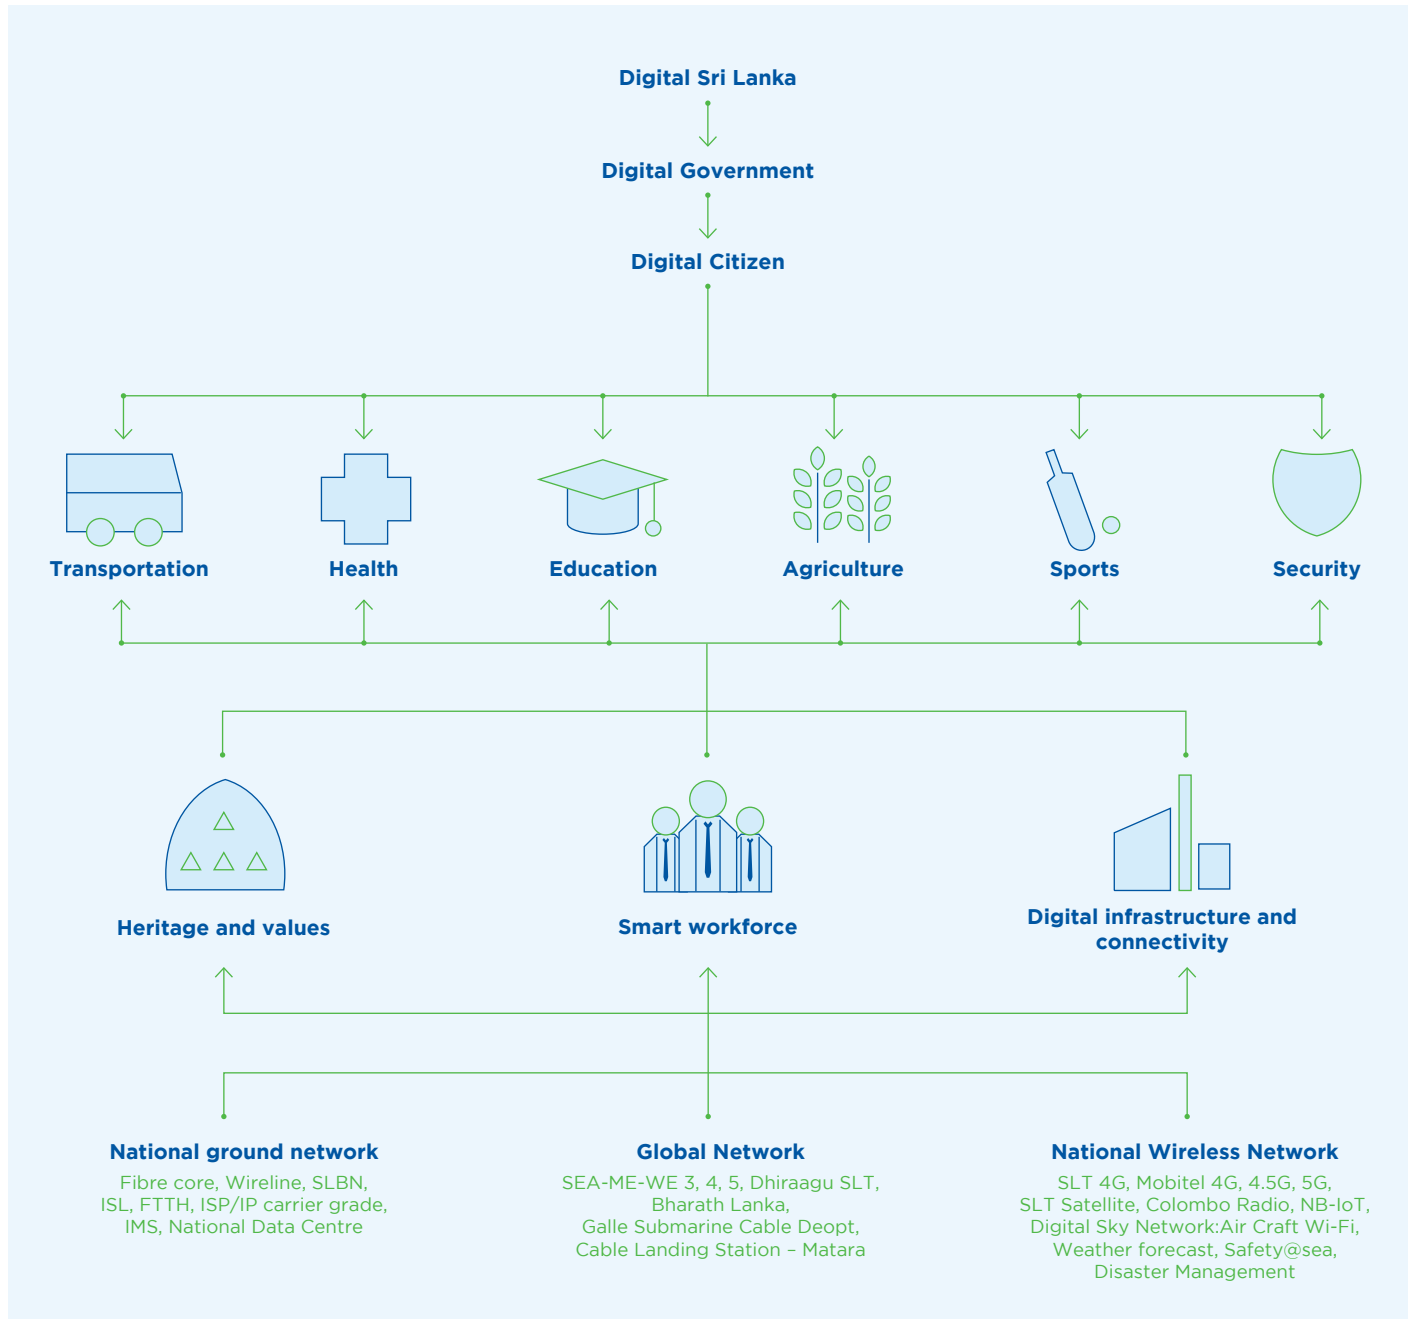 Digital Sri Lanka
Digital Government
Digital Citizen
Transportation
Health
Education
Agriculture
Sports
Security
Heritage and values
Smart workforce
Digital infrastructure and
connectivity
National ground network
Fibre core, Wireline, SLBN,
ISL, FTTH, ISP/IP carrier grade,
IMS, National Data Centre
Global Network
SEA-ME-WE 3, 4, 5, Dhiraagu SLT,
Bharath Lanka,
Galle Submarine Cable Deopt,
Cable Landing Station – Matara
National Wireless Network
SLT 4G, Mobitel 4G, 4.5G, 5G,
SLT Satellite, Colombo Radio, NB-IoT,
Digital Sky Network:Air Craft Wi-Fi,
Weather forecast, Safety@sea,
Disaster Management